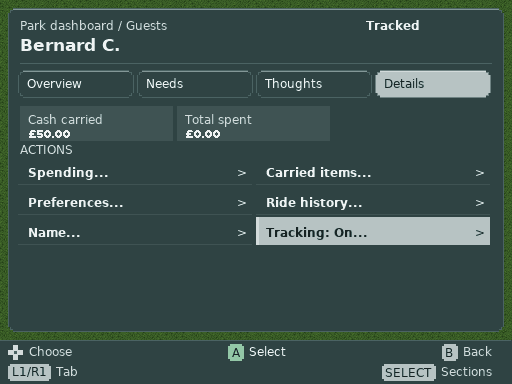 Park dashboard / Guests
Tracked
Bernard C.
Overview
Needs
Thoughts
Details
Cash carried
Total spent
£50.00
£0.00
ACTIONS
Spending... >
Carried items... >
Preferences... >
Ride history... >
Name... >
Tracking: On... >
Choose
A Select
B Back
L1/R1 Tab
SELECT Sections